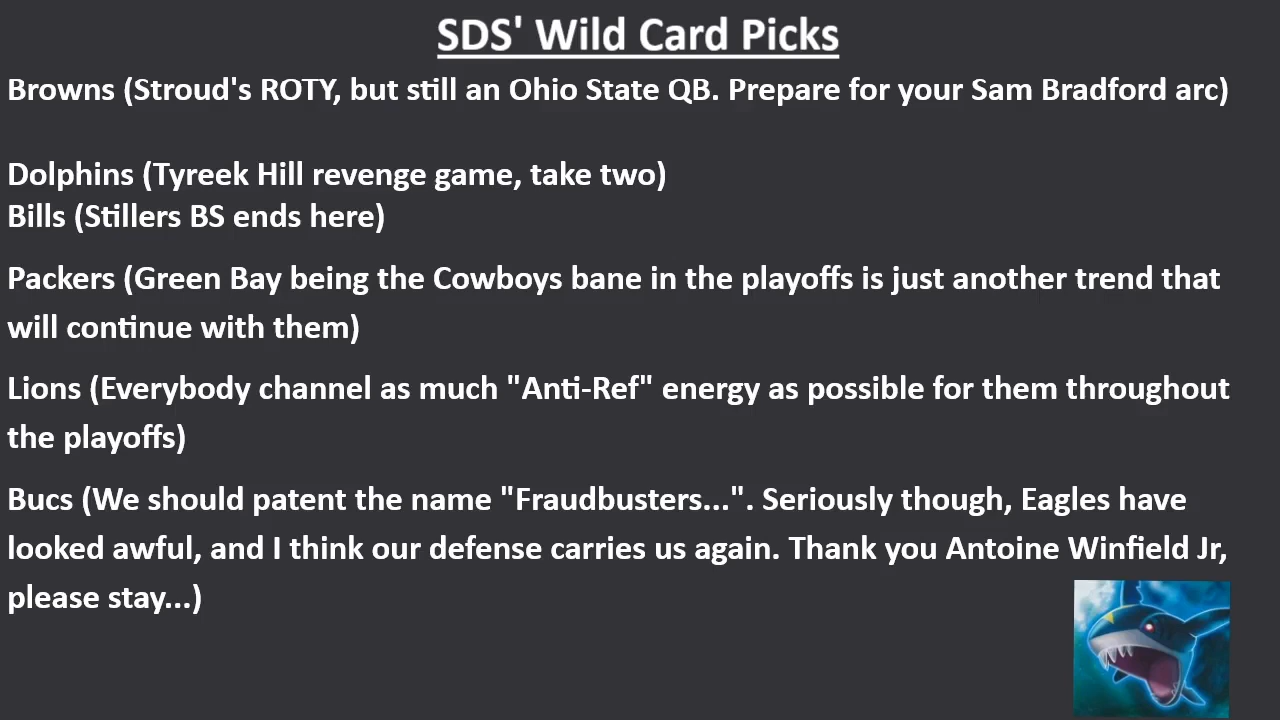 SDS' Wild Card Picks
Browns (Stroud's ROTY, but still an Ohio State QB. Prepare for your Sam Bradford arc)
Dolphins (Tyreek Hill revenge game, take two)
Bills (Stillers BS ends here)
Packers (Green Bay being the Cowboys bane in the playoffs is just another trend that
will continue with them)
Lions (Everybody channel as much "Anti-Ref" energy as possible for them throughout
the playoffs)
Bucs (We should patent the name "Fraudbusters...". Seriously though, Eagles have
looked awful, and I think our defense carries us again. Thank you Antoine Winfield Jr,
please stay...)